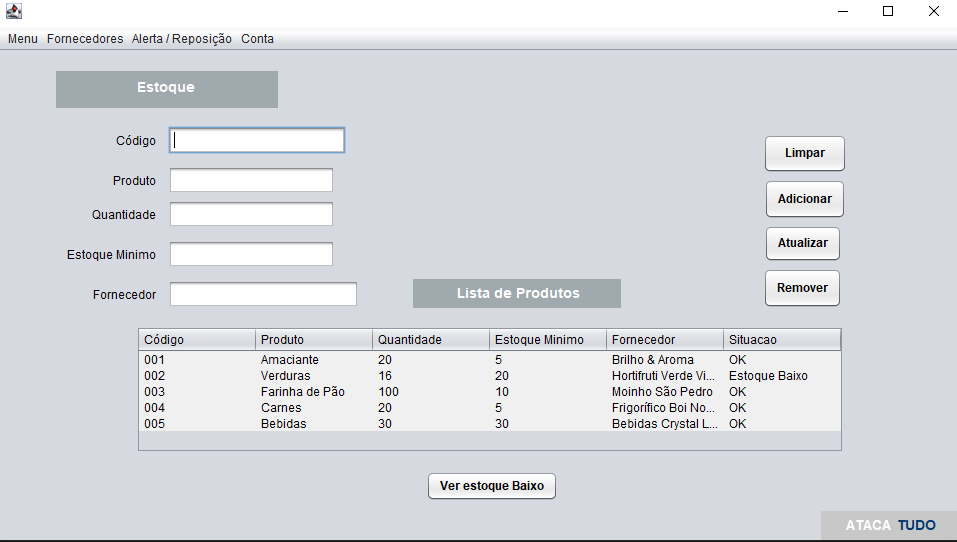 Menu Fornecedores Alerta / Reposição Conta
Estoque
Código
Produto
Quantidade
Estoque Minimo
Fornecedor
Limpar
Adicionar
Atualizar
Remover
Lista de Produtos
Código Produto Quantidade Estoque Minimo Fornecedor Situacao
001 Amaciante 20 5 Brilho & Aroma OK
002 Verduras 16 20 Hortifruti Verde Vi... Estoque Baixo
003 Farinha de Pão 100 10 Moinho São Pedro OK
004 Carnes 20 5 Frigorífico Boi No... OK
005 Bebidas 30 30 Bebidas Crystal L... OK
Ver estoque Baixo
ATACA TUDO